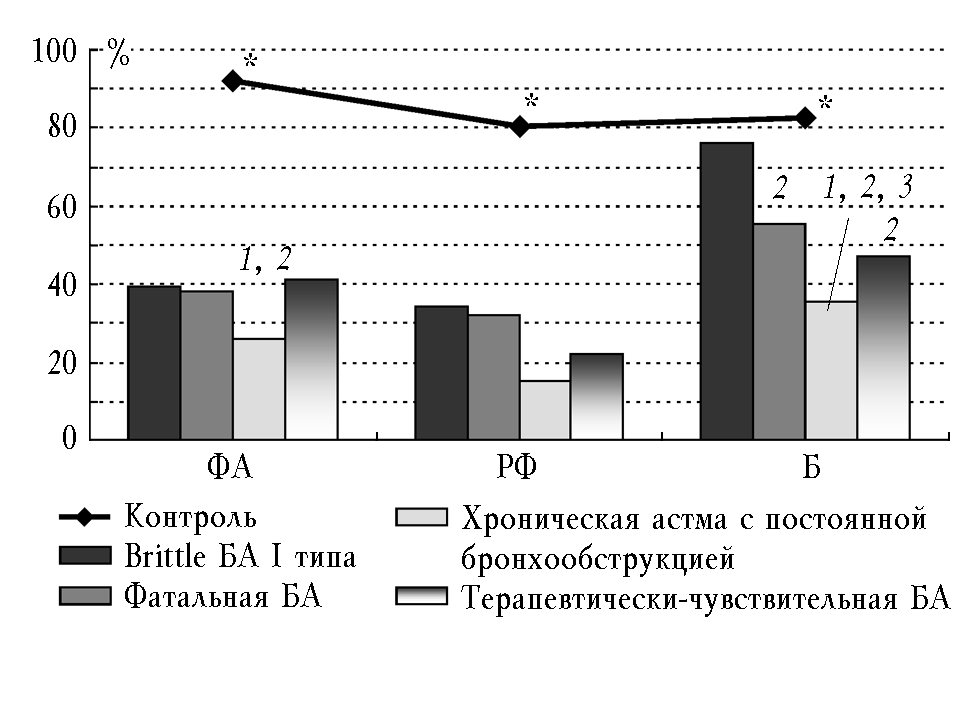 100 %
*
*
*
80
60
2
1, 2, 3
2
1, 2
40
20
0
ФА
РФ
Б
Контроль
Brittle БА I типа
Фатальная БА
Хроническая астма с постоянной
бронхообструкцией
Терапевтически-чувствительная БА